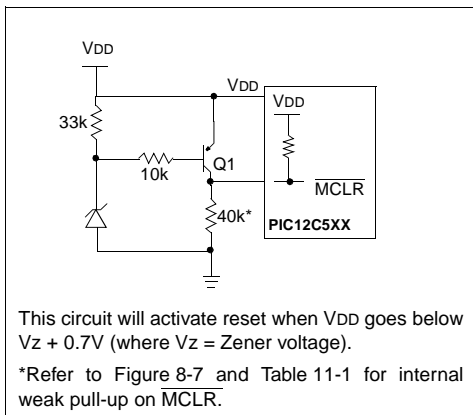 VDD
VDD
33k
VDD
Q1
10k
MCLR
40k*
PIC12C5XX
This circuit will activate reset when VDD goes below
Vz + 0.7V (where Vz = Zener voltage).
*Refer to Figure 8-7 and Table 11-1 for internal
weak pull-up on MCLR.